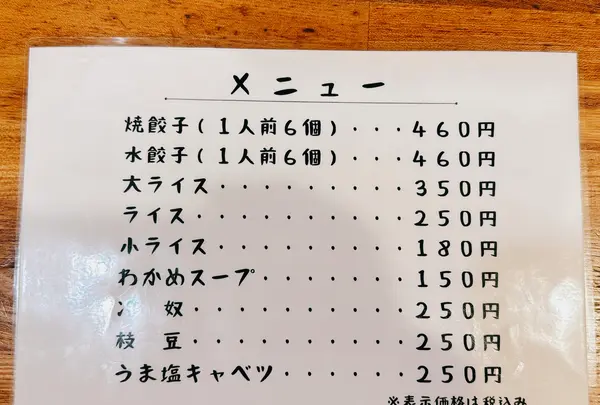 メニュー
焼餃子(1人前6個)・・・460円
水餃子(1人前6個)・・・460円
大ライス・・・・・・・・・350円
ライス・・・・・・・・・・250円
小ライス・・・・・・・・・180円
わかめスープ・・・・・・・150円
冷　奴・・・・・・・・・・250円
枝　豆・・・・・・・・・・250円
うま塩キャベツ・・・・・・250円
※表示価格は税込み